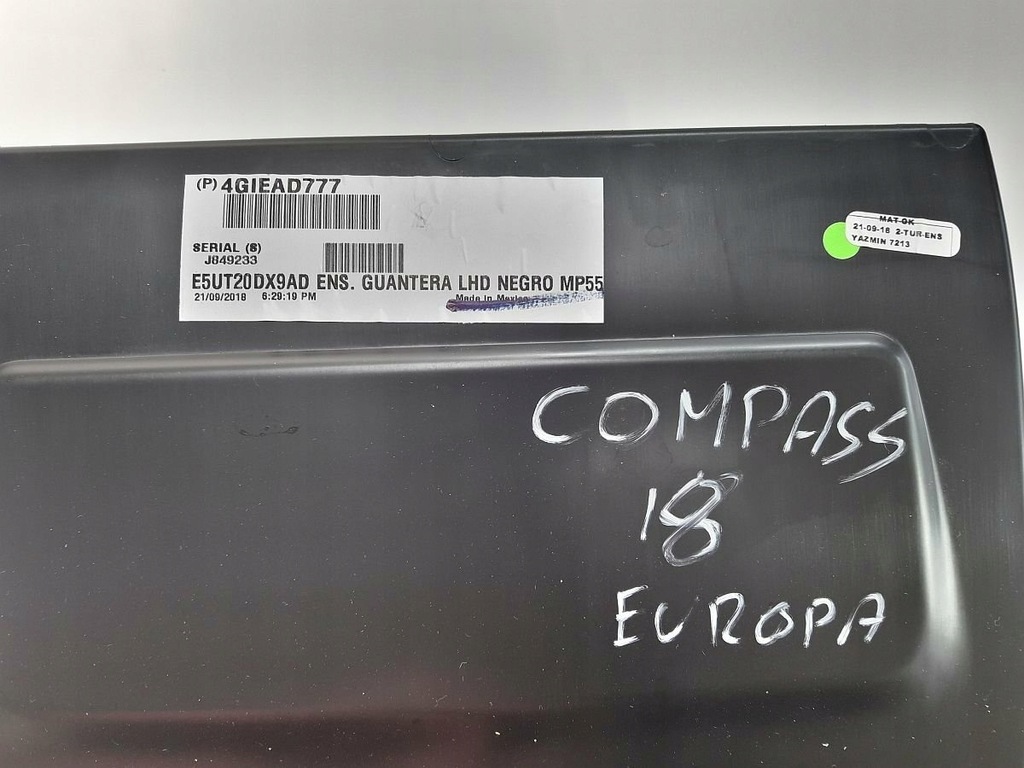 (P) 4GIEAD777
SERIAL (S)
J849233
E5UT20DX9AD ENS. GUANTERA LHD NEGRO MP55
21/09/2018 6:29:19 PM
Made in Mexico
MAT OK
21-09-18 2-TUR-ENS
YAZMIN 7213
COMPASS
18
EUROPA